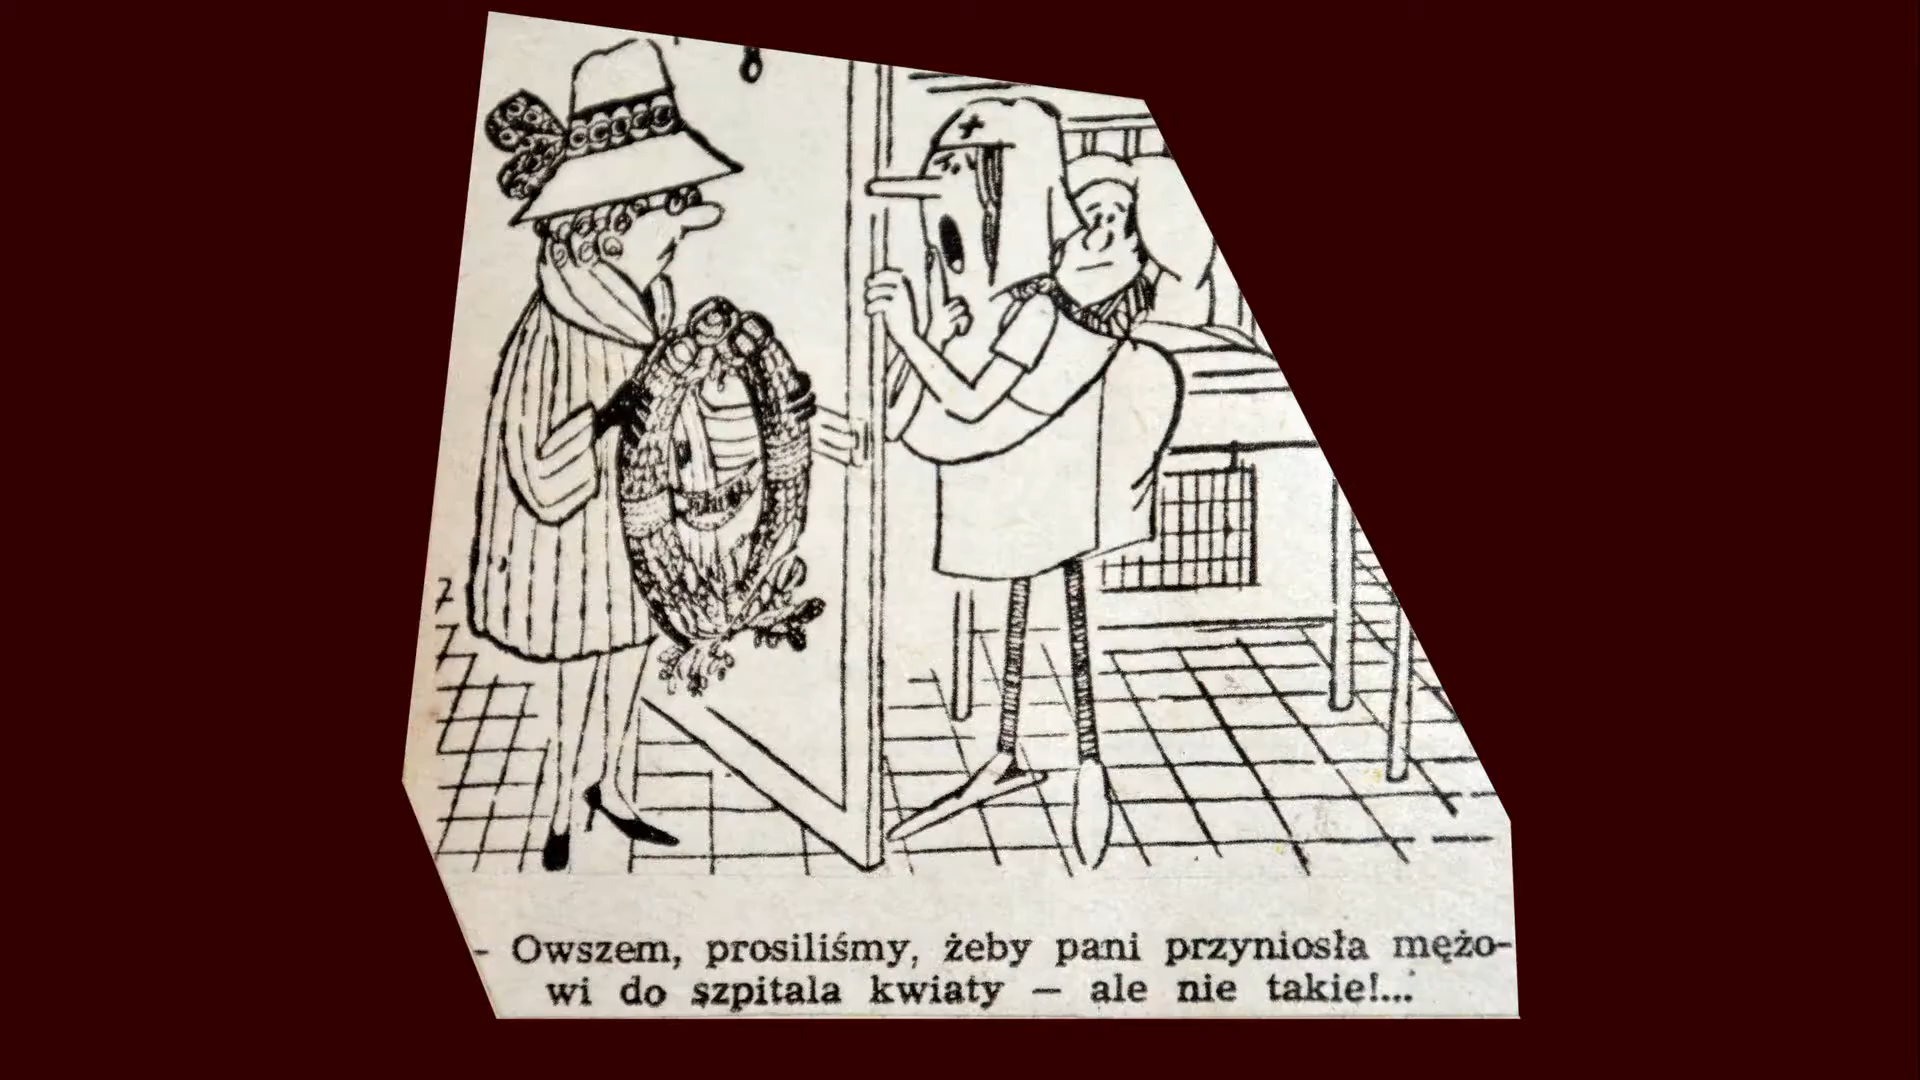 - Owszem, prosiliśmy, żeby pani przyniosła mężo-
wi do szpitala kwiaty – ale nie takie!...